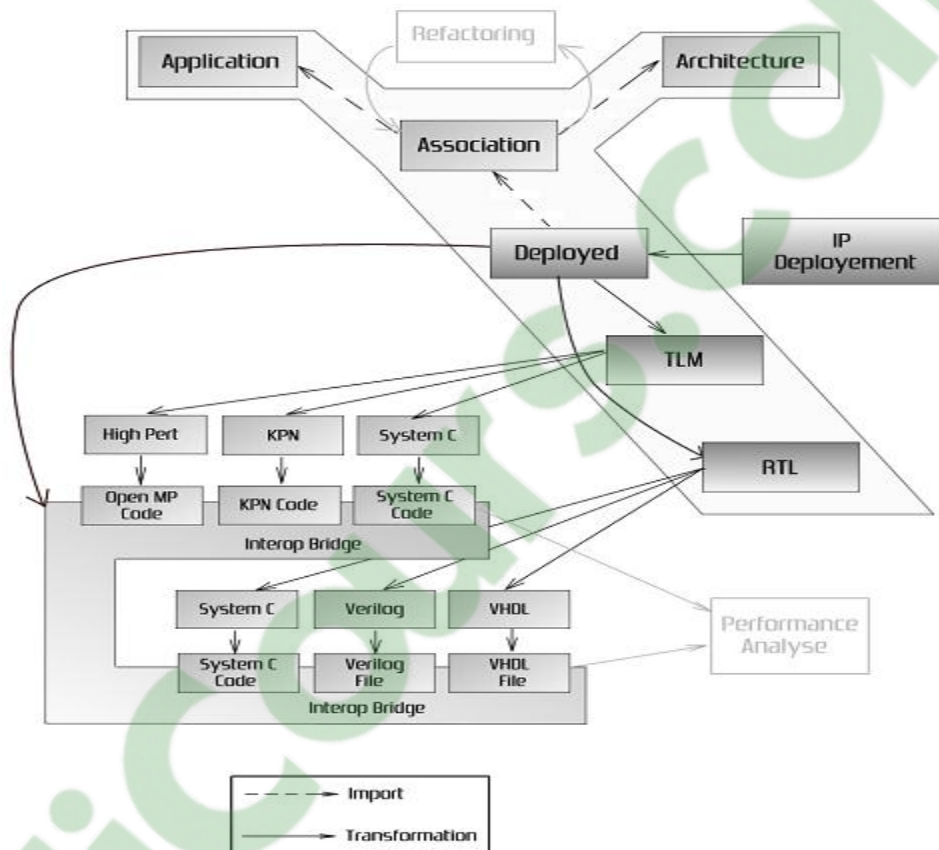 Refactoring
Application
Architecture
Association
Deployed
IP
Deployement
TLM
High Pert
KPN
System C
RTL
Open MP
Code
KPN Code
System C
Code
Interop Bridge
System C
Verilog
VHDL
Performance
Analyse
System C
Code
Verilog
File
VHDL
File
Interop Bridge
Import
Transformation